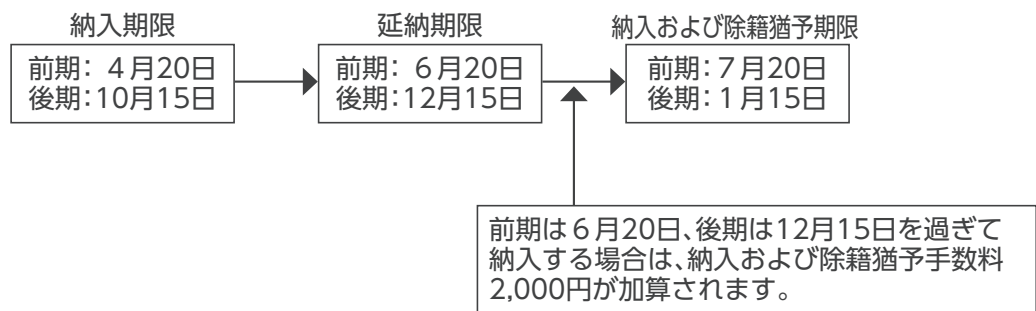 納入期限
前期: 4月20日
後期:10月15日
延納期限
前期: 6月20日
後期:12月15日
納入および除籍猶予期限
前期:7月20日
後期:1月15日
前期は6月20日、後期は12月15日を過ぎて
納入する場合は、納入および除籍猶予手数料
2,000円が加算されます。